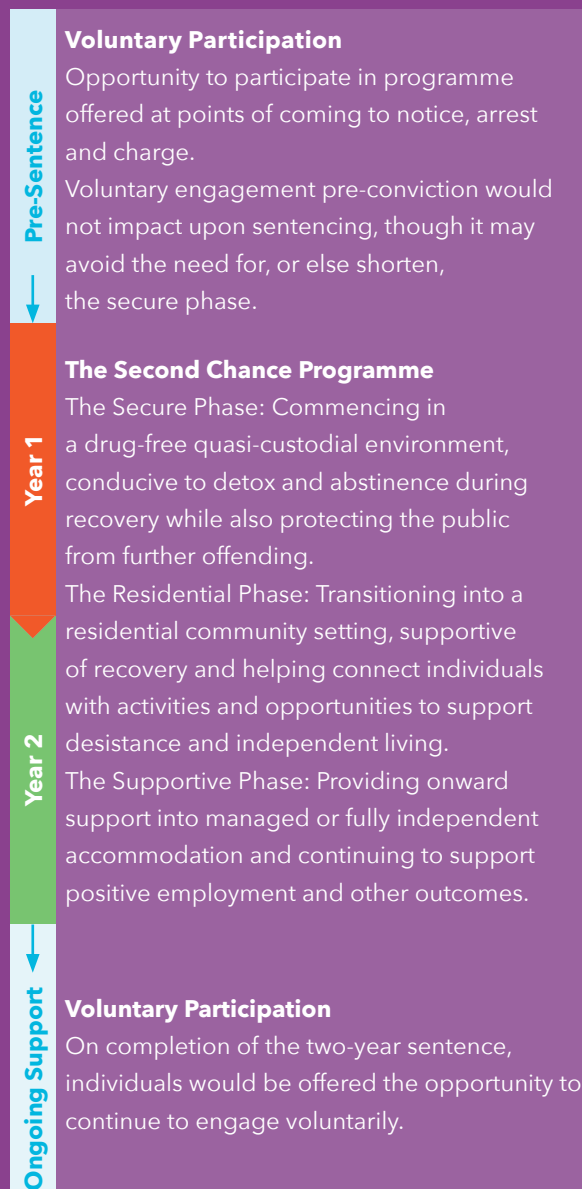 Pre-Sentence
Voluntary Participation
Opportunity to participate in programme
offered at points of coming to notice, arrest
and charge.
Voluntary engagement pre-conviction would
not impact upon sentencing, though it may
avoid the need for, or else shorten,
the secure phase.
Year 1
The Second Chance Programme
The Secure Phase: Commencing in
a drug-free quasi-custodial environment,
conducive to detox and abstinence during
recovery while also protecting the public
from further offending.
The Residential Phase: Transitioning into a
residential community setting, supportive
of recovery and helping connect individuals
with activities and opportunities to support
desistance and independent living.
Year 2
The Supportive Phase: Providing onward
support into managed or fully independent
accommodation and continuing to support
positive employment and other outcomes.
Ongoing Support
Voluntary Participation
On completion of the two-year sentence,
individuals would be offered the opportunity to
continue to engage voluntarily.